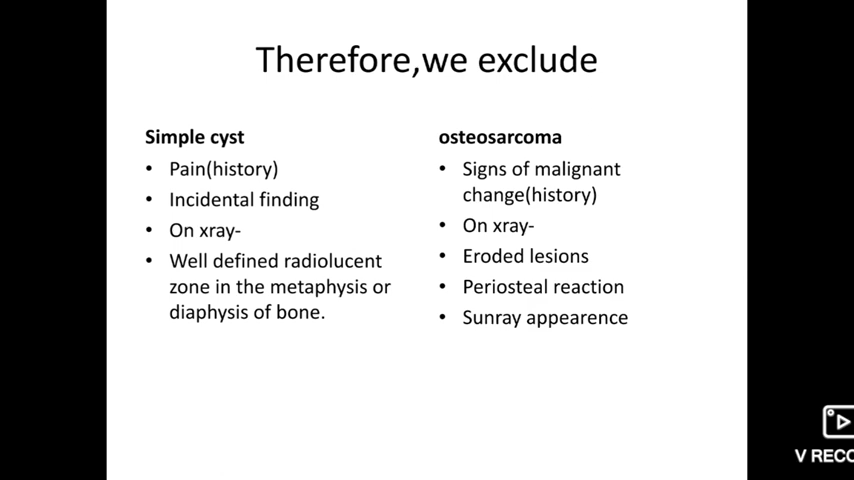 Therefore,we exclude
Simple cyst
• Pain(history)
• Incidental finding
• On xray-
• Well defined radiolucent
zone in the metaphysis or
diaphysis of bone.
osteosarcoma
• Signs of malignant
change(history)
• On xray-
• Eroded lesions
• Periosteal reaction
• Sunray appearence
V RECO